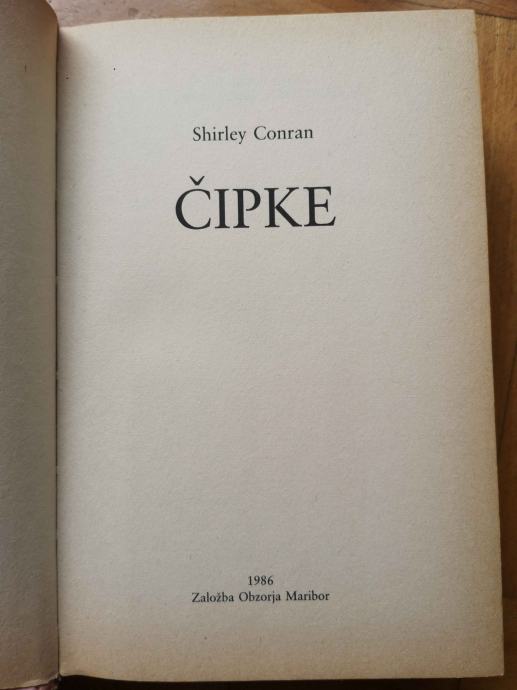 Shirley Conran
ČIPKE
1986
Založba Obzorja Maribor